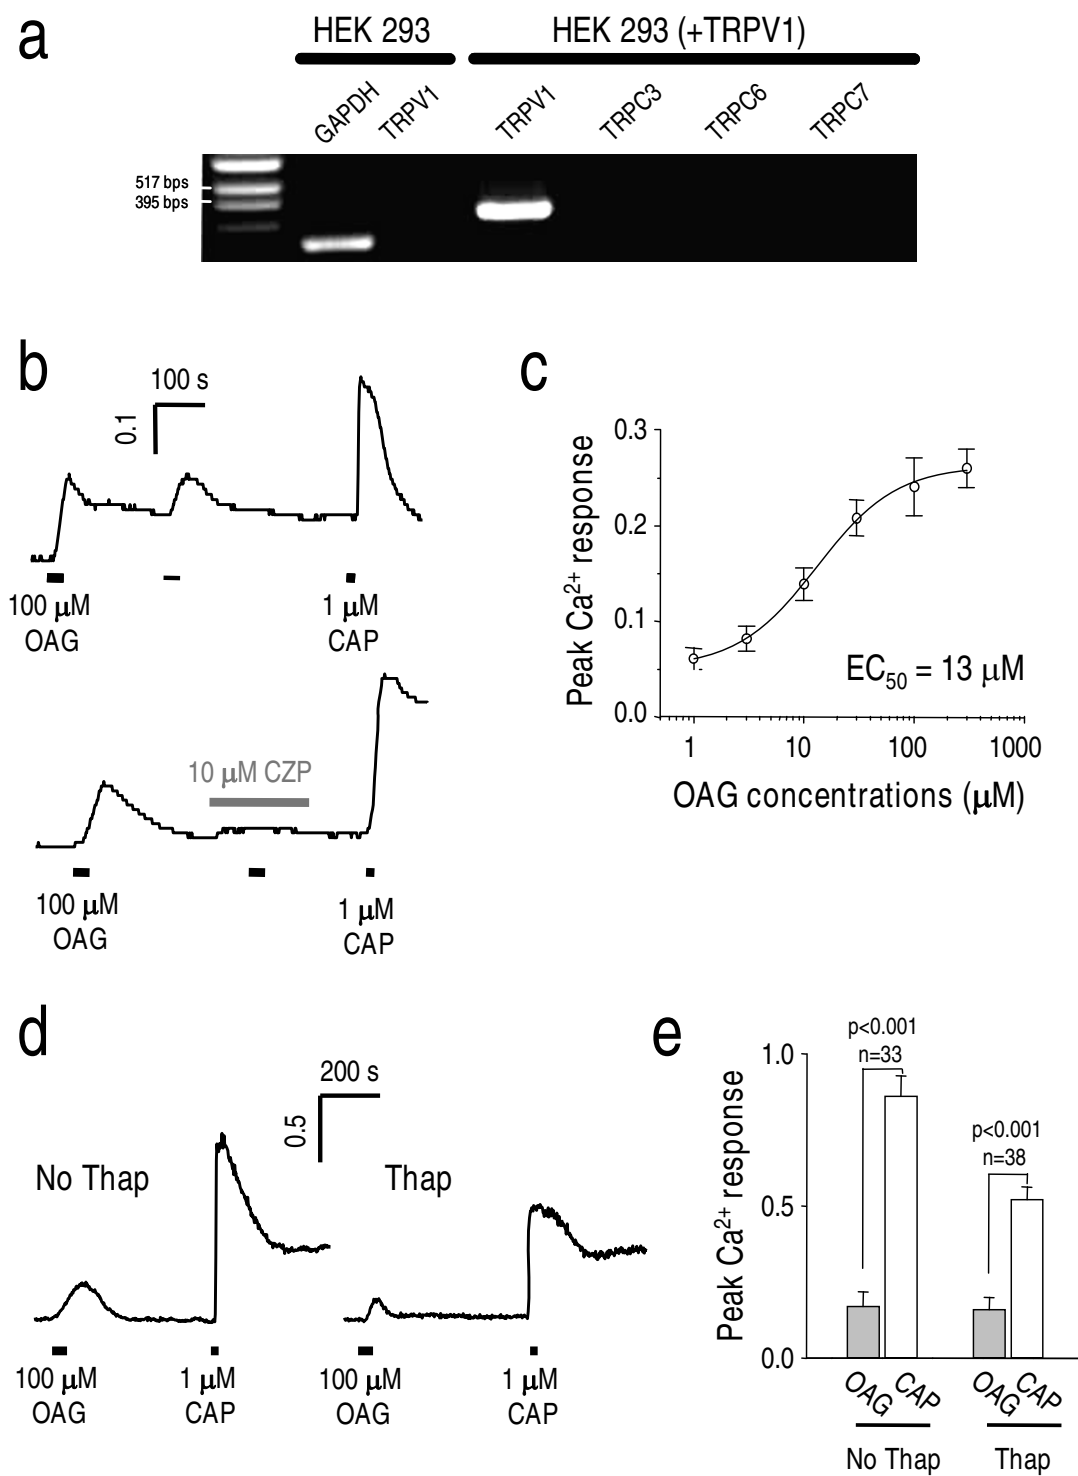 a
HEK 293
HEK 293 (+TRPV1)
GAPDH
TRPV1
TRPV1
TRPC3
TRPC6
TRPC7
517 bps
395 bps
b
100 s
0.1
100 μM
OAG
1 μM
CAP
10 μM CZP
100 μM
OAG
1 μM
CAP
c
Peak Ca²⁺ response
0.3
0.2
0.1
0.0
EC₅₀ = 13 μM
1 10 100 1000
OAG concentrations (μM)
d
200 s
0.5
No Thap
Thap
100 μM
OAG
1 μM
CAP
100 μM
OAG
1 μM
CAP
e
Peak Ca²⁺ response
1.0
0.5
0.0
p<0.001
n=33
p<0.001
n=38
OAG CAP OAG CAP
No Thap Thap